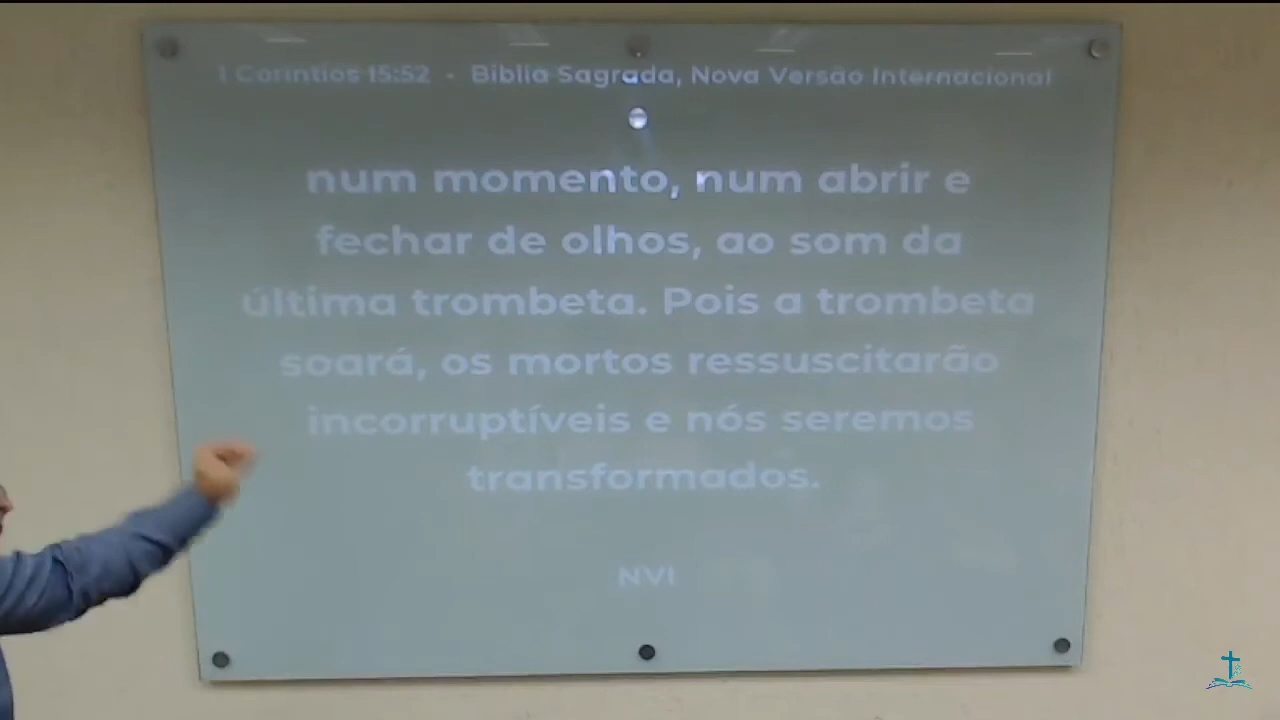 1 Coríntios 15:52 - Bíblia Sagrada, Nova Versão Internacional
num momento, num abrir e
fechar de olhos, ao som da
última trombeta. Pois a trombeta
soará, os mortos ressuscitarão
incorruptíveis e nós seremos
transformados.
NVI